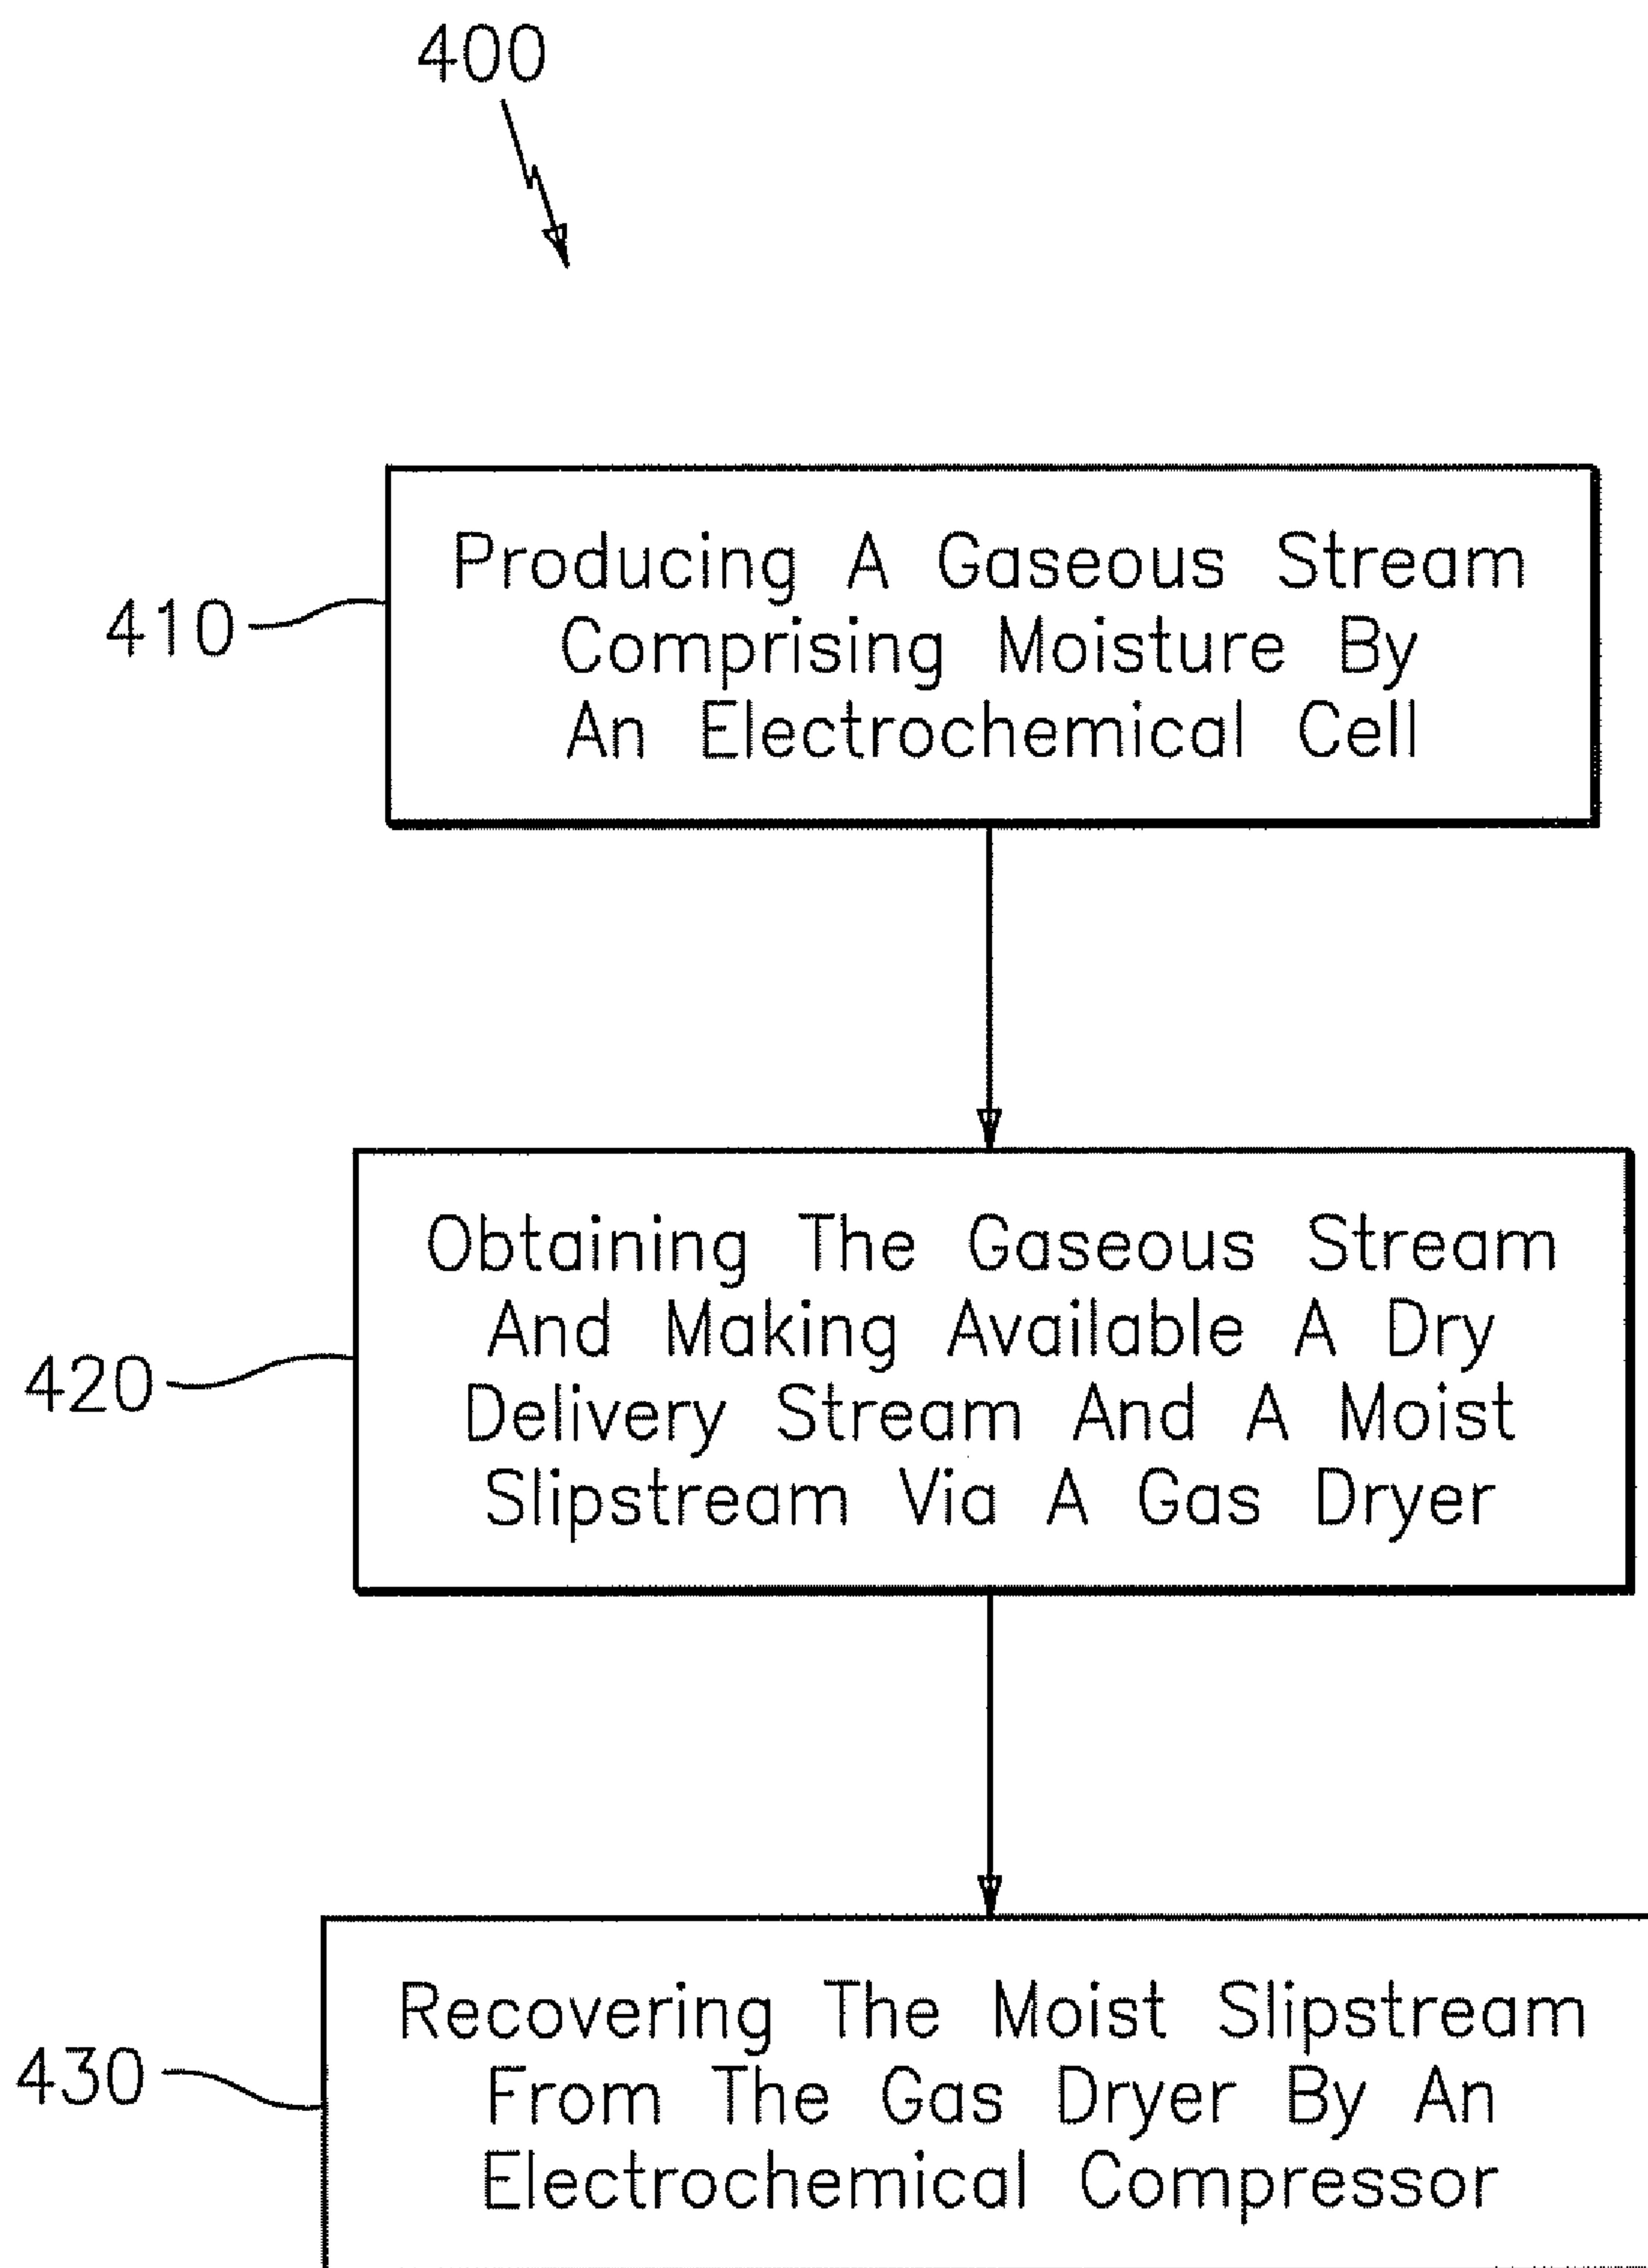 400
410
Producing A Gaseous Stream
Comprising Moisture By
An Electrochemical Cell
420
Obtaining The Gaseous Stream
And Making Available A Dry
Delivery Stream And A Moist
Slipstream Via A Gas Dryer
430
Recovering The Moist Slipstream
From The Gas Dryer By An
Electrochemical Compressor